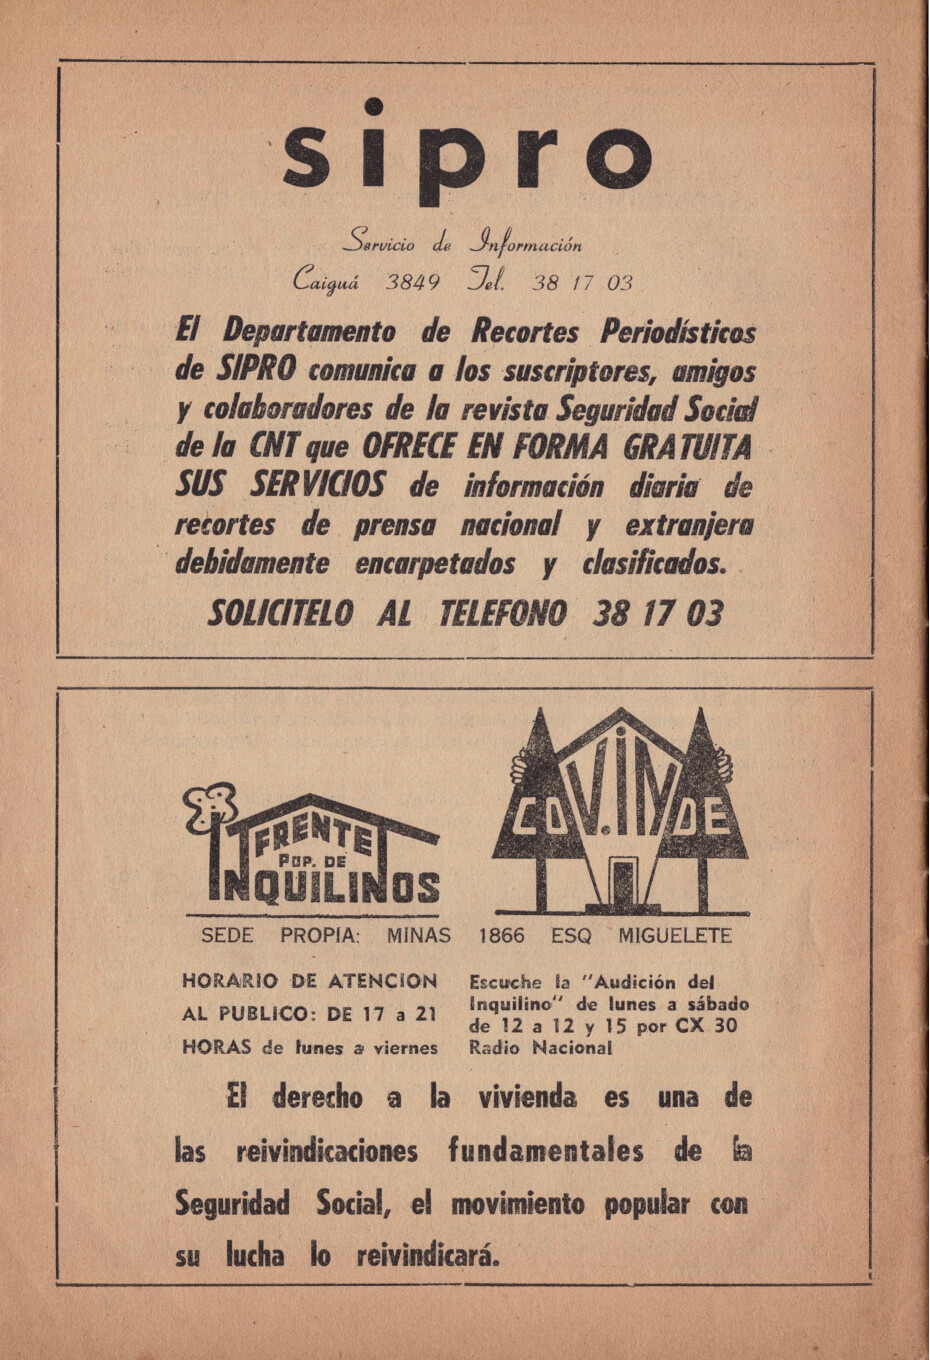 sipro
Servicio de Información
Caiguá 3849 Tel. 38 17 03
El Departamento de Recortes Periodísticos
de SIPRO comunica a los suscriptores, amigos
y colaboradores de la revista Seguridad Social
de la CNT que OFRECE EN FORMA GRATUITA
SUS SERVICIOS de información diaria de
recortes de prensa nacional y extranjera
debidamente encarpetados y clasificados.
SOLICITELO AL TELEFONO 38 17 03
FRENTE
POP. DE
INQUILINOS
COV.INDE
SEDE PROPIA: MINAS 1866 ESQ MIGUELETE
HORARIO DE ATENCION
AL PUBLICO: DE 17 a 21
HORAS de lunes a viernes
Escuche la "Audición del
Inquilino" de lunes a sábado
de 12 a 12 y 15 por CX 30
Radio Nacional
El derecho a la vivienda es una de
las reivindicaciones fundamentales de la
Seguridad Social, el movimiento popular con
su lucha lo reivindicará.